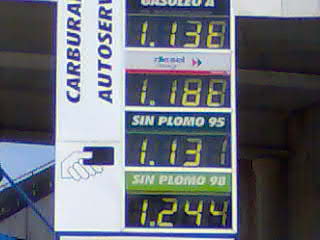 CARBURA
AUTOSERV
GASOLEO A
1.138
diesel
1.188
SIN PLOMO 95
1.131
SIN PLOMO 98
1.244